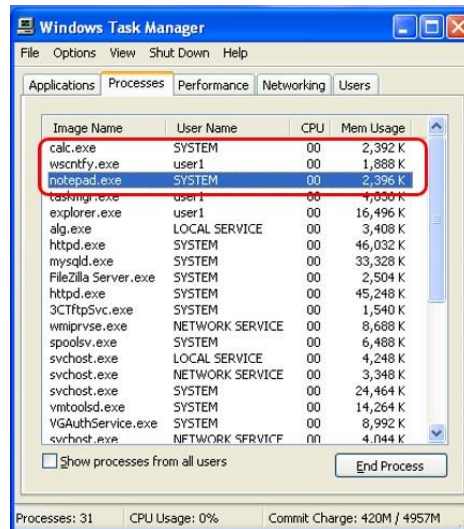 Windows Task Manager
File Options View Shut Down Help
Applications Processes Performance Networking Users
Image Name User Name CPU Mem Usage
calc.exe SYSTEM 00 2,392 K
wscntfy.exe user1 00 1,888 K
notepad.exe SYSTEM 00 2,396 K
taskmgr.exe user1 00 4,836 K
explorer.exe user1 00 16,496 K
alg.exe LOCAL SERVICE 00 3,408 K
httpd.exe SYSTEM 00 46,032 K
mysqld.exe SYSTEM 00 33,328 K
FileZilla Server.exe SYSTEM 00 2,504 K
httpd.exe SYSTEM 00 45,248 K
3CTftpSvc.exe SYSTEM 00 1,540 K
wmiprvse.exe NETWORK SERVICE 00 8,688 K
spoolsv.exe SYSTEM 00 6,488 K
svchost.exe LOCAL SERVICE 00 4,248 K
svchost.exe NETWORK SERVICE 00 3,348 K
svchost.exe SYSTEM 00 24,464 K
vmtoolsd.exe SYSTEM 00 14,264 K
VGAuthService.exe SYSTEM 00 8,992 K
svchost.exe NETWORK SERVICE 00 4,044 K
Show processes from all users
End Process
Processes: 31 CPU Usage: 0% Commit Charge: 420M / 4957M